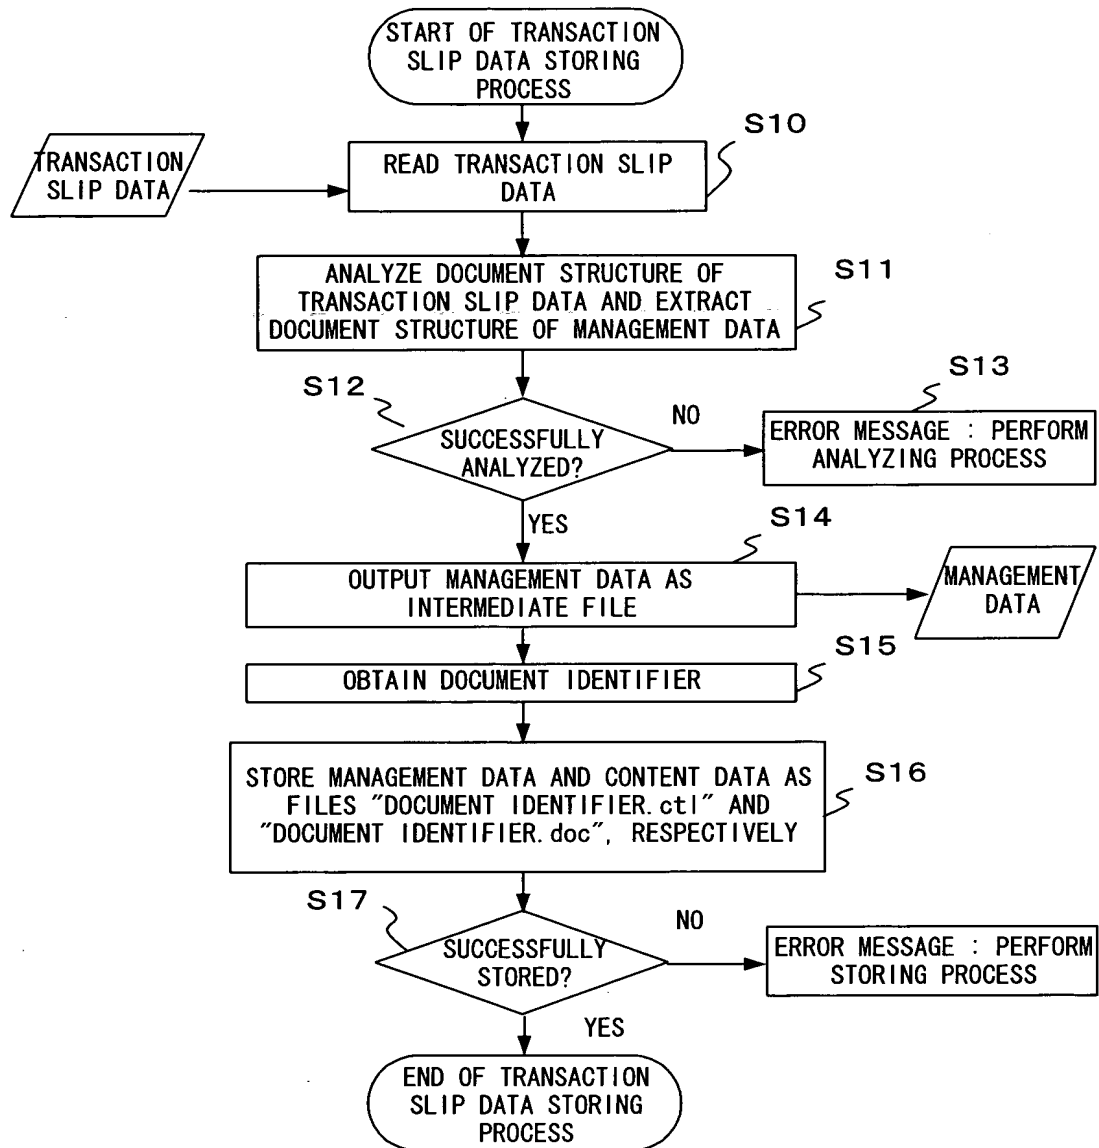 START OF TRANSACTION
SLIP DATA STORING
PROCESS
S10
TRANSACTION
SLIP DATA
READ TRANSACTION SLIP
DATA
S11
ANALYZE DOCUMENT STRUCTURE OF
TRANSACTION SLIP DATA AND EXTRACT
DOCUMENT STRUCTURE OF MANAGEMENT DATA
S12
SUCCESSFULLY
ANALYZED?
NO
S13
ERROR MESSAGE : PERFORM
ANALYZING PROCESS
YES
S14
OUTPUT MANAGEMENT DATA AS
INTERMEDIATE FILE
MANAGEMENT
DATA
S15
OBTAIN DOCUMENT IDENTIFIER
S16
STORE MANAGEMENT DATA AND CONTENT DATA AS
FILES "DOCUMENT IDENTIFIER.ctl" AND
"DOCUMENT IDENTIFIER.doc", RESPECTIVELY
S17
SUCCESSFULLY
STORED?
NO
ERROR MESSAGE : PERFORM
STORING PROCESS
YES
END OF TRANSACTION
SLIP DATA STORING
PROCESS